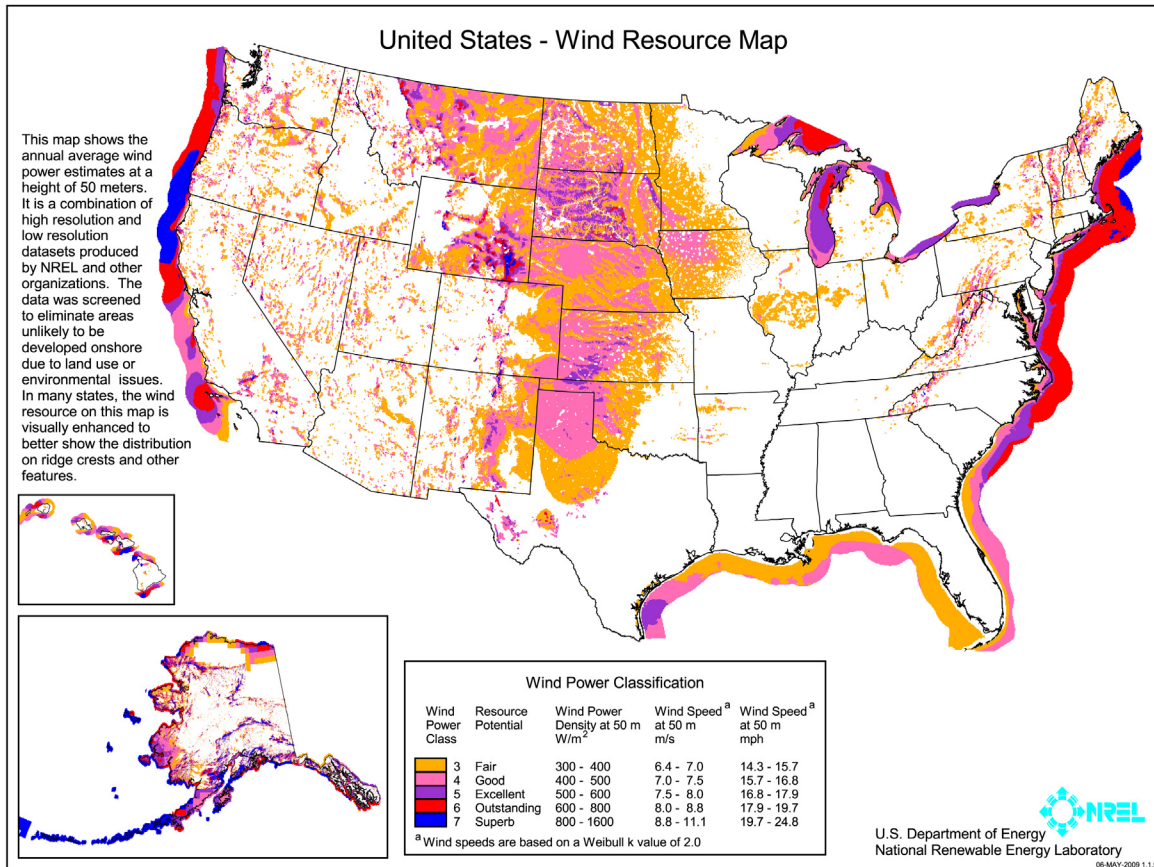 United States - Wind Resource Map
This map shows the
annual average wind
power estimates at a
height of 50 meters.
It is a combination of
high resolution and
low resolution
datasets produced
by NREL and other
organizations. The
data was screened
to eliminate areas
unlikely to be
developed onshore
due to land use or
environmental issues.
In many states, the wind
resource on this map is
visually enhanced to
better show the distribution
on ridge crests and other
features.
Wind Power Classification
Wind Power Class Resource Potential Wind Power Density at 50 m W/m² Wind Speed a at 50 m m/s Wind Speed a at 50 m mph
3 Fair 300 - 400 6.4 - 7.0 14.3 - 15.7
4 Good 400 - 500 7.0 - 7.5 15.7 - 16.8
5 Excellent 500 - 600 7.5 - 8.0 16.8 - 17.9
6 Outstanding 600 - 800 8.0 - 8.8 17.9 - 19.7
7 Superb 800 - 1600 8.8 - 11.1 19.7 - 24.8
a Wind speeds are based on a Weibull k value of 2.0
NREL
U.S. Department of Energy
National Renewable Energy Laboratory